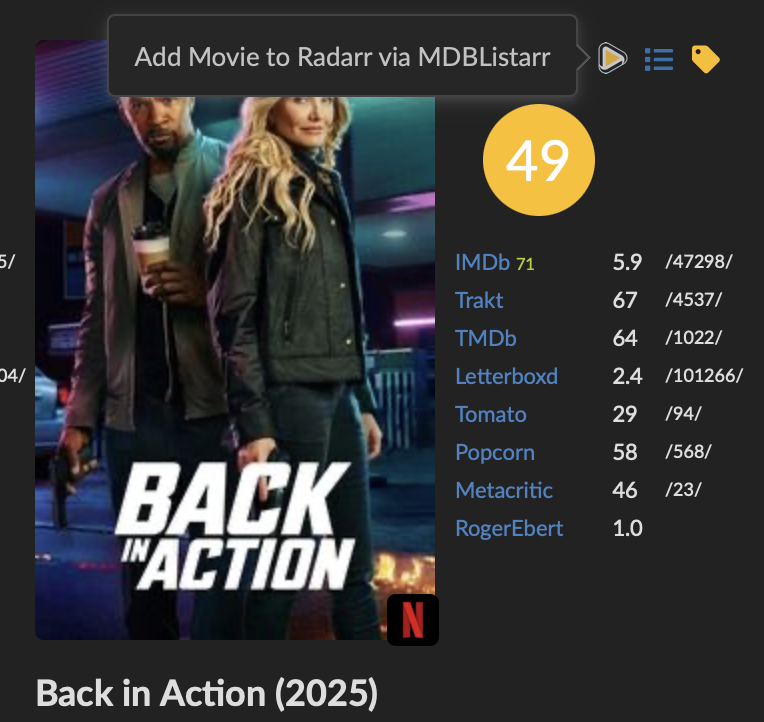 Add Movie to Radarr via MDBListarr
49
5/
IMDb 71 5.9 /47298/
Trakt 67 /4537/
TMDb 64 /1022/
04/
Letterboxd 2.4 /101266/
Tomato 29 /94/
Popcorn 58 /568/
Metacritic 46 /23/
RogerEbert 1.0
BACK
IN ACTION
N
Back in Action (2025)